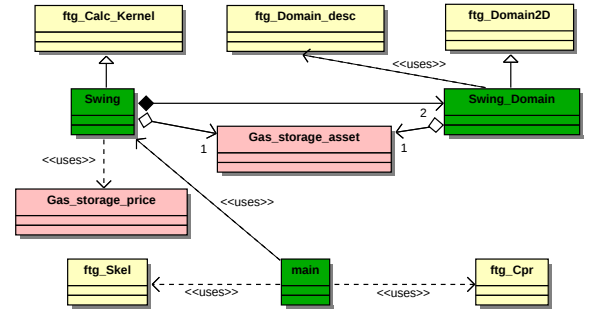 ftg_Calc_Kernel
ftg_Domain_desc
ftg_Domain2D
<<uses>>
Swing
Swing_Domain
2
Gas_storage_asset
1
1
<<uses>>
Gas_storage_price
<<uses>>
ftg_Skel
main
ftg_Cpr
<<uses>>
<<uses>>